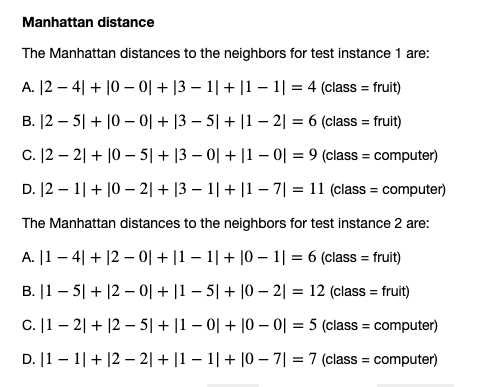 Manhattan distance
The Manhattan distances to the neighbors for test instance 1 are:
A. |2 − 4| + |0 − 0| + |3 − 1| + |1 − 1| = 4 (class = fruit)
B. |2 − 5| + |0 − 0| + |3 − 5| + |1 − 2| = 6 (class = fruit)
C. |2 − 2| + |0 − 5| + |3 − 0| + |1 − 0| = 9 (class = computer)
D. |2 − 1| + |0 − 2| + |3 − 1| + |1 − 7| = 11 (class = computer)
The Manhattan distances to the neighbors for test instance 2 are:
A. |1 − 4| + |2 − 0| + |1 − 1| + |0 − 1| = 6 (class = fruit)
B. |1 − 5| + |2 − 0| + |1 − 5| + |0 − 2| = 12 (class = fruit)
C. |1 − 2| + |2 − 5| + |1 − 0| + |0 − 0| = 5 (class = computer)
D. |1 − 1| + |2 − 2| + |1 − 1| + |0 − 7| = 7 (class = computer)